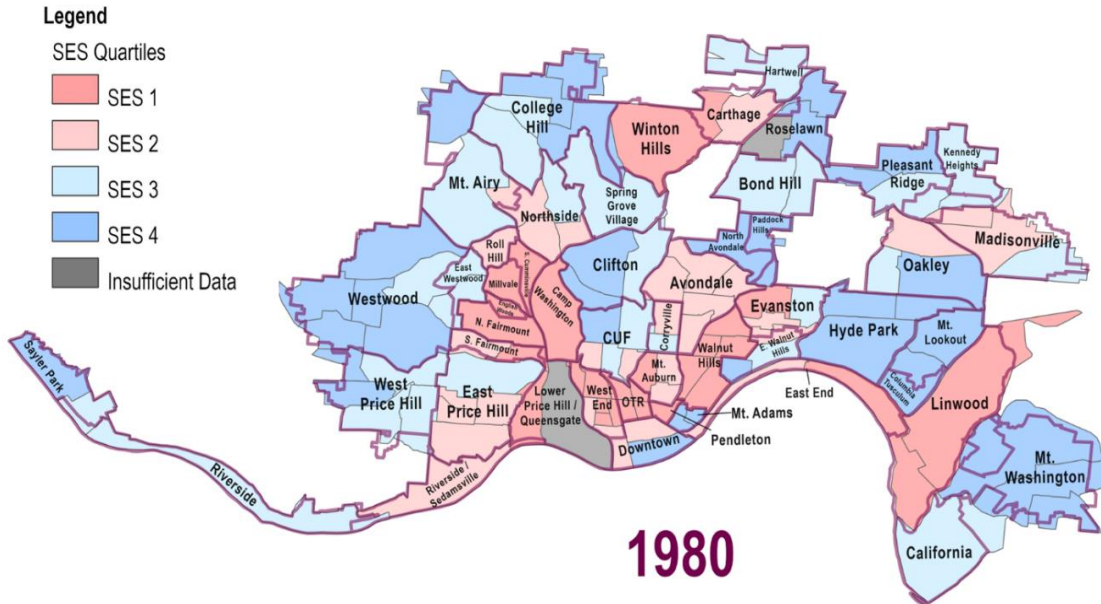 Legend
SES Quartiles
SES 1
SES 2
SES 3
SES 4
Insufficient Data
Hartwell
College
Hill
Carthage
Winton
Hills
Roselawn
Kennedy
Heights
Pleasant
Ridge
Mt. Airy
Spring
Grove
Village
Bond Hill
Northside
Paddock
Hills
North
Avondale
Madisonville
Roll
Hill
S. Cumminsville
East
Westwood
Clifton
Oakley
Millvale
Camp
Washington
Avondale
Westwood
English
Woods
Evanston
N. Fairmount
CUF
Corryville
Hyde Park
Mt.
Lookout
S. Fairmount
Walnut
Hills
E. Walnut
Hills
Sayler Park
West
Price Hill
East
Price Hill
Mt.
Auburn
East End
Columbia
Tusculum
Lower
Price Hill /
Queensgate
West
End
OTR
Linwood
Mt. Adams
Pendleton
Downtown
Mt.
Washington
Riverside
Riverside /
Sedamsville
California
1980